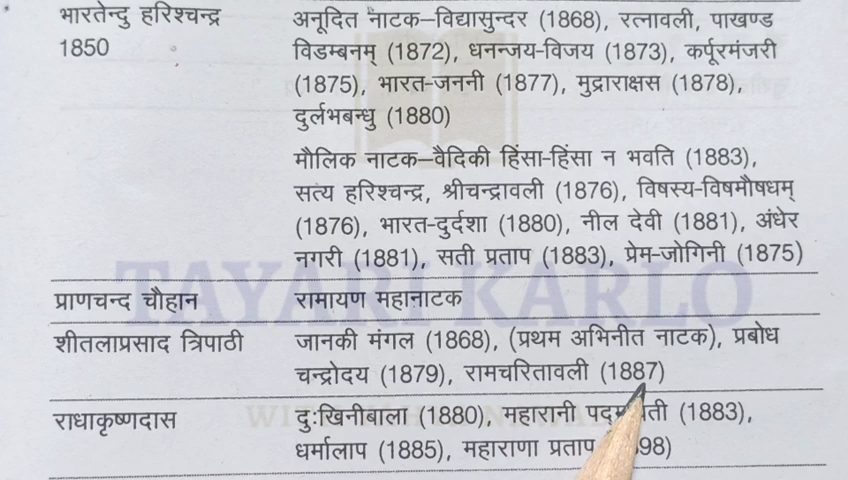 भारतेन्दु हरिश्चन्द्र अनूदित नाटक–विद्यासुन्दर (1868), रत्नावली, पाखण्ड
1850 विडम्बनम् (1872), धनन्जय-विजय (1873), कर्पूरमंजरी
(1875), भारत-जननी (1877), मुद्राराक्षस (1878),
दुर्लभबन्धु (1880)
मौलिक नाटक–वैदिकी हिंसा-हिंसा न भवति (1883),
सत्य हरिश्चन्द्र, श्रीचन्द्रावली (1876), विषस्य-विषमौषधम्
(1876), भारत-दुर्दशा (1880), नील देवी (1881), अंधेर
नगरी (1881), सती प्रताप (1883), प्रेम-जोगिनी (1875)
TAYARI KARLO
प्राणचन्द चौहान रामायण महानाटक
शीतलाप्रसाद त्रिपाठी जानकी मंगल (1868), (प्रथम अभिनीत नाटक), प्रबोध
चन्द्रोदय (1879), रामचरितावली (1887)
राधाकृष्णदास दुःखिनीबाला (1880), महारानी (1883),
धर्मालाप (1885), महाराणा प्रताप 98)